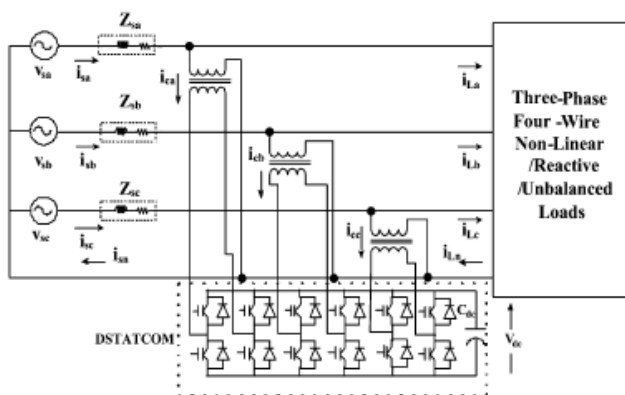 Z_sa
v_sa
i_sa
i_ca
i_La
Z_sb
v_sb
i_sb
i_cb
i_Lb
Z_sc
v_sc
i_sc
i_sn
i_cc
i_Lc
i_Ln
Three-Phase
Four -Wire
Non-Linear
/Reactive
/Unbalanced
Loads
DSTATCOM
C_dc
V_dc